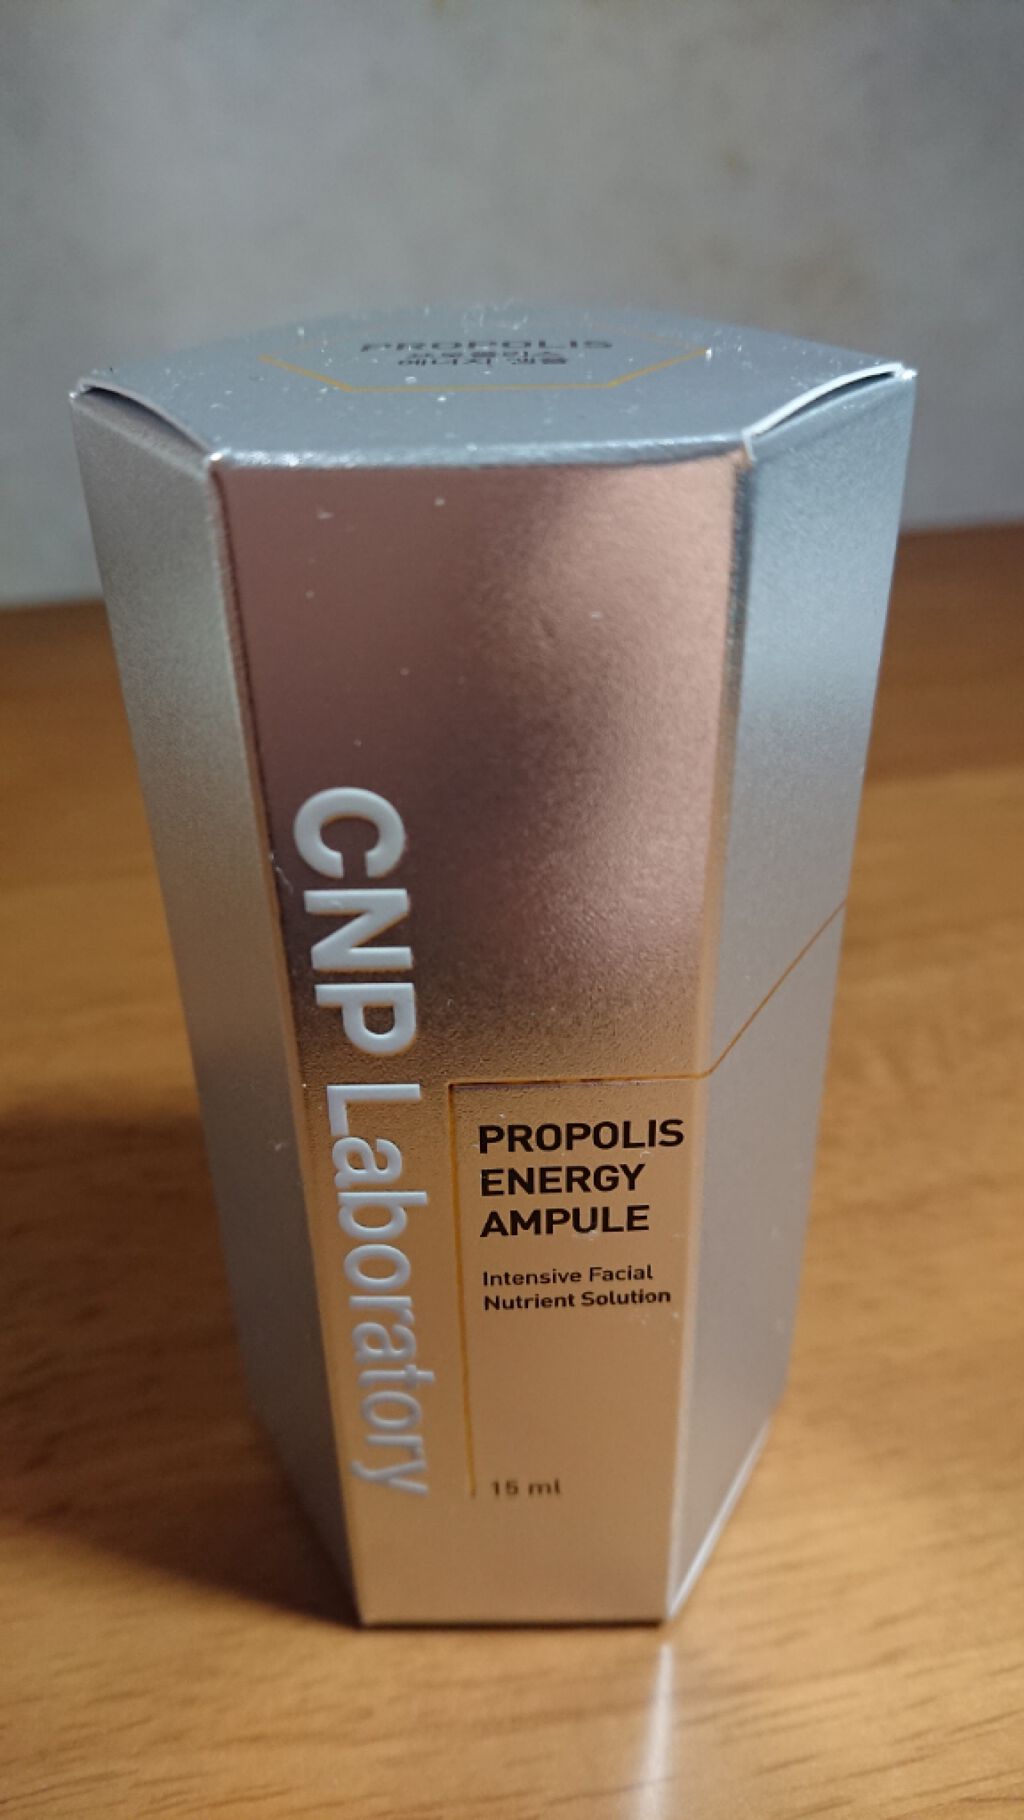 PROPOLIS
CNP Laboratory
PROPOLIS
ENERGY
AMPULE
Intensive Facial
Nutrient Solution
15 ml